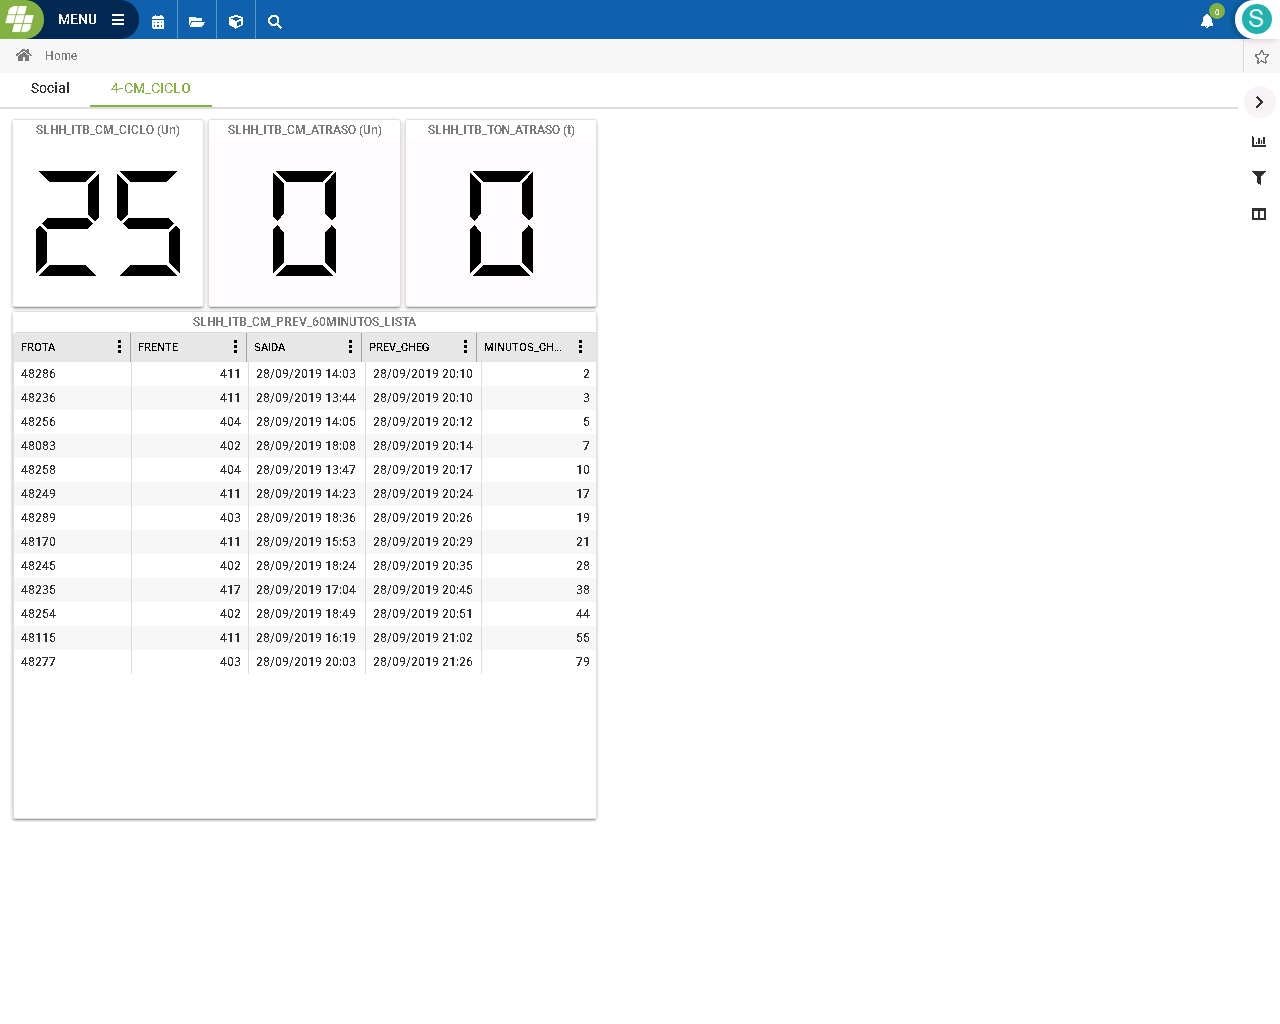 MENU
0
S
Home
Social 4-CM_CICLO
SLHH_ITB_CM_CICLO (Un) SLHH_ITB_CM_ATRASO (Un) SLHH_ITB_TON_ATRASO (t)
25 0 0
SLHH_ITB_CM_PREV_60MINUTOS_LISTA
FROTA FRENTE SAIDA PREV_CHEG MINUTOS_CH...
48286 411 28/09/2019 14:03 28/09/2019 20:10 2
48236 411 28/09/2019 13:44 28/09/2019 20:10 3
48256 404 28/09/2019 14:05 28/09/2019 20:12 5
48083 402 28/09/2019 18:08 28/09/2019 20:14 7
48258 404 28/09/2019 13:47 28/09/2019 20:17 10
48249 411 28/09/2019 14:23 28/09/2019 20:24 17
48289 403 28/09/2019 18:36 28/09/2019 20:26 19
48170 411 28/09/2019 15:53 28/09/2019 20:29 21
48245 402 28/09/2019 18:24 28/09/2019 20:35 28
48235 417 28/09/2019 17:04 28/09/2019 20:45 38
48254 402 28/09/2019 18:49 28/09/2019 20:51 44
48115 411 28/09/2019 16:19 28/09/2019 21:02 55
48277 403 28/09/2019 20:03 28/09/2019 21:26 79